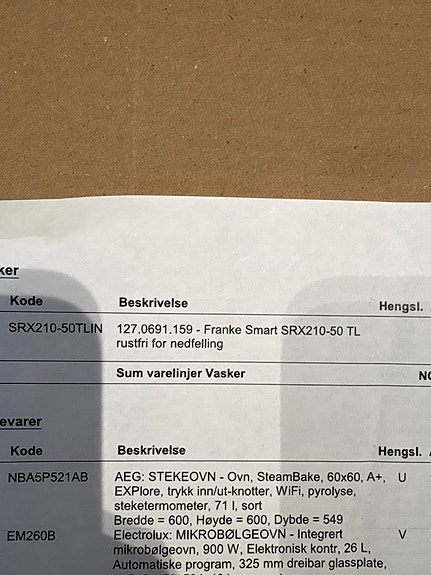 ker
Kode Beskrivelse Hengsl.
SRX210-50TLIN 127.0691.159 - Franke Smart SRX210-50 TL
rustfri for nedfelling
Sum varelinjer Vasker
evarer
Kode Beskrivelse Hengsl.
NBA5P521AB AEG: STEKEOVN - Ovn, SteamBake, 60x60, A+, U
EXPlore, trykk inn/ut-knotter, WiFi, pyrolyse,
steketermometer, 71 l, sort
Bredde = 600, Høyde = 600, Dybde = 549
EM260B Electrolux: MIKROBØLGEOVN - Integrert V
mikrobølgeovn, 900 W, Elektronisk kontr, 26 L,
Automatiske program, 325 mm dreibar glassplate,